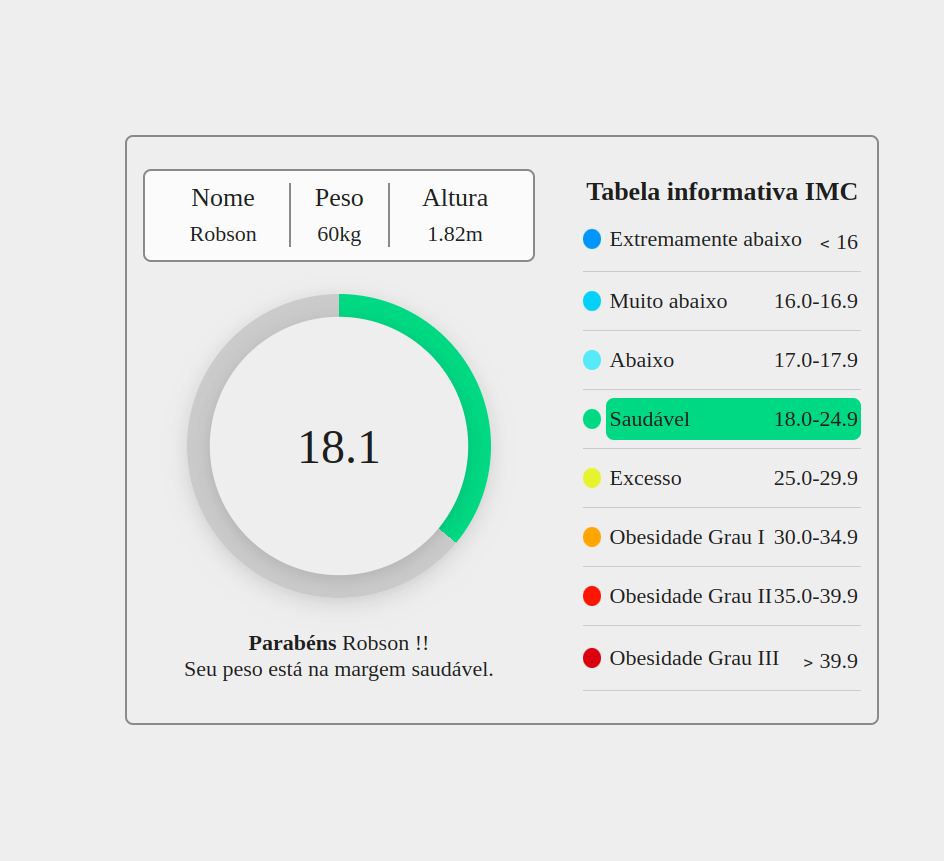 Nome Peso Altura
Robson 60kg 1.82m
18.1
Parabéns Robson !!
Seu peso está na margem saudável.
Tabela informativa IMC
Extremamente abaixo < 16
Muito abaixo 16.0-16.9
Abaixo 17.0-17.9
Saudável 18.0-24.9
Excesso 25.0-29.9
Obesidade Grau I 30.0-34.9
Obesidade Grau II 35.0-39.9
Obesidade Grau III > 39.9